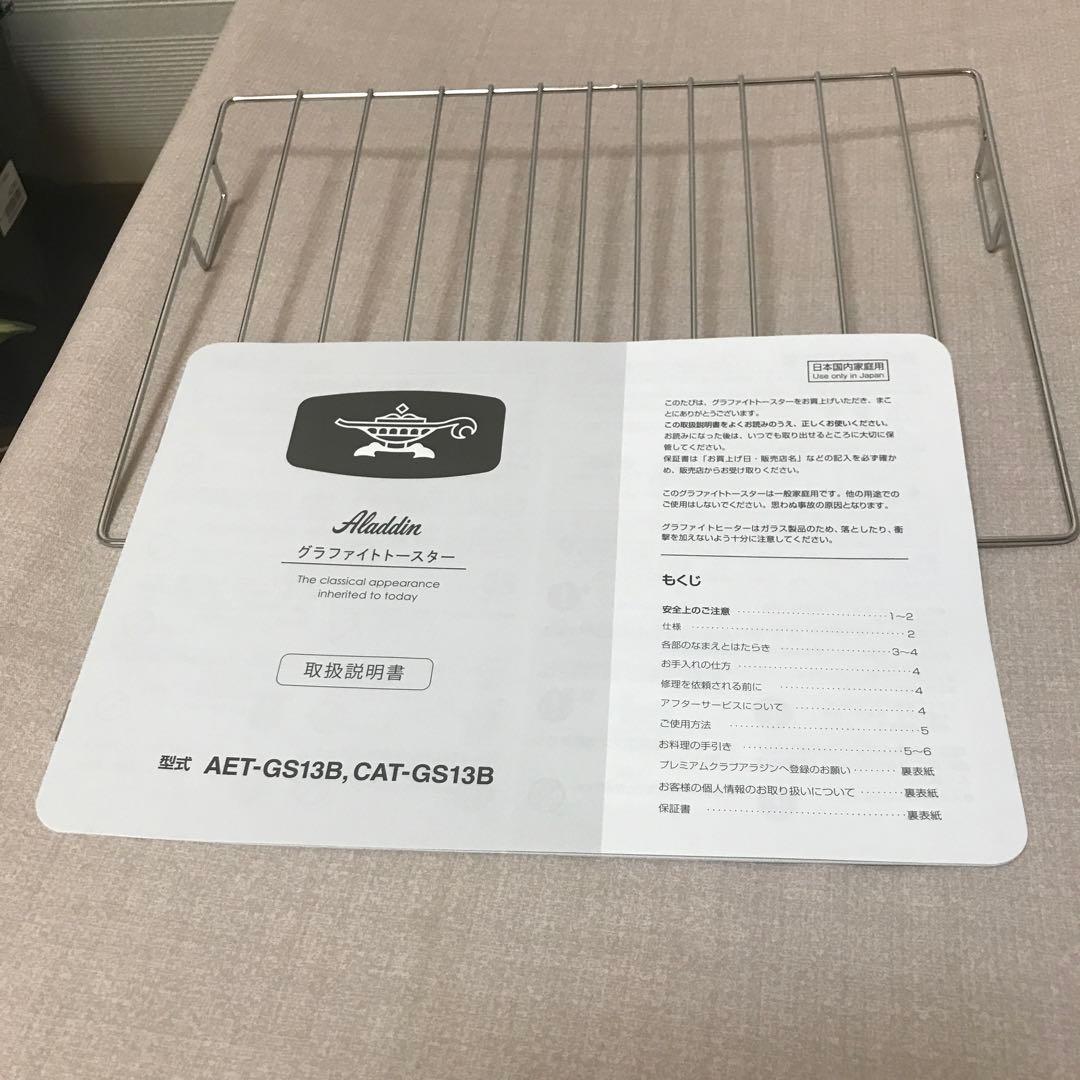 Aladdin
グラファイトトースター
The classical appearance
inherited to today
取扱説明書
型式 AET-GS13B, CAT-GS13B
日本国内家庭用
Use only in Japan
このたびは、グラファイトトースターをお買上げいただき、まこ
とにありがとうございます。
この取扱説明書をよくお読みのうえ、正しくお使いください。
お読みになった後は、いつでも取り出せるところに大切に保
管してください。
保証書は「お買上げ日・販売店名」などの記入を必ず確か
め、販売店からお受け取りください。
このグラファイトトースターは一般家庭用です。他の用途での
ご使用はしないでください。思わぬ事故の原因となります。
グラファイトヒーターはガラス製品のため、落としたり、衝
撃を加えないよう十分に注意してください。
もくじ
安全上のご注意 ・・・・・・・・・・・・・・・・・・・・・・・・・・・・ 1～2
仕様 ・・・・・・・・・・・・・・・・・・・・・・・・・・・・・・・・・・・・・・ 2
各部のなまえとはたらき ・・・・・・・・・・・・・・・・・・・・ 3～4
お手入れの仕方 ・・・・・・・・・・・・・・・・・・・・・・・・・・・・・・ 4
修理を依頼される前に ・・・・・・・・・・・・・・・・・・・・・・・・ 4
アフターサービスについて ・・・・・・・・・・・・・・・・・・・・・ 4
ご使用方法 ・・・・・・・・・・・・・・・・・・・・・・・・・・・・・・・・・・ 5
お料理の手引き ・・・・・・・・・・・・・・・・・・・・・・・・・・・・ 5～6
プレミアムクラブアラジンへ登録のお願い ・・・・・・・・ 裏表紙
お客様の個人情報のお取り扱いについて ・・・・・・・・ 裏表紙
保証書 ・・・・・・・・・・・・・・・・・・・・・・・・・・・・・・・・・・・・ 裏表紙